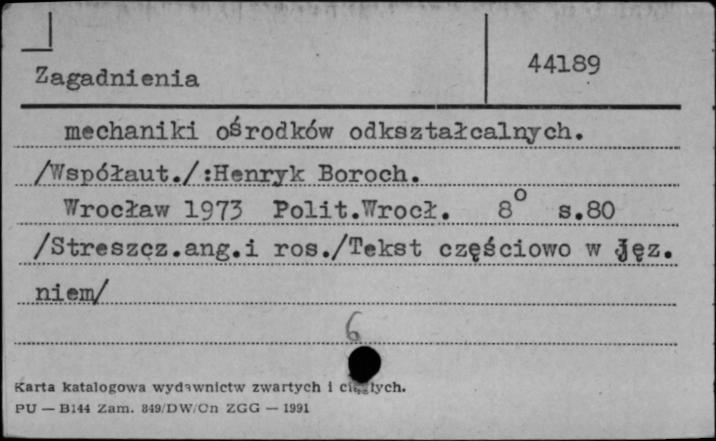 Zagadnienia 44189
mechaniki ośrodków odkształcalnych.
/Współaut./:Henryk Boroch.
Wrocław 1973 Polit.Wrocł. 8° s.80
/Streszcz.ang.i ros./Tekst częściowo w jęz.
niem/
6
Karta katalogowa wydawnictw zwartych i ciągłych.
PU — B144 Zam. 849/DW/Cn ZGG — 1991